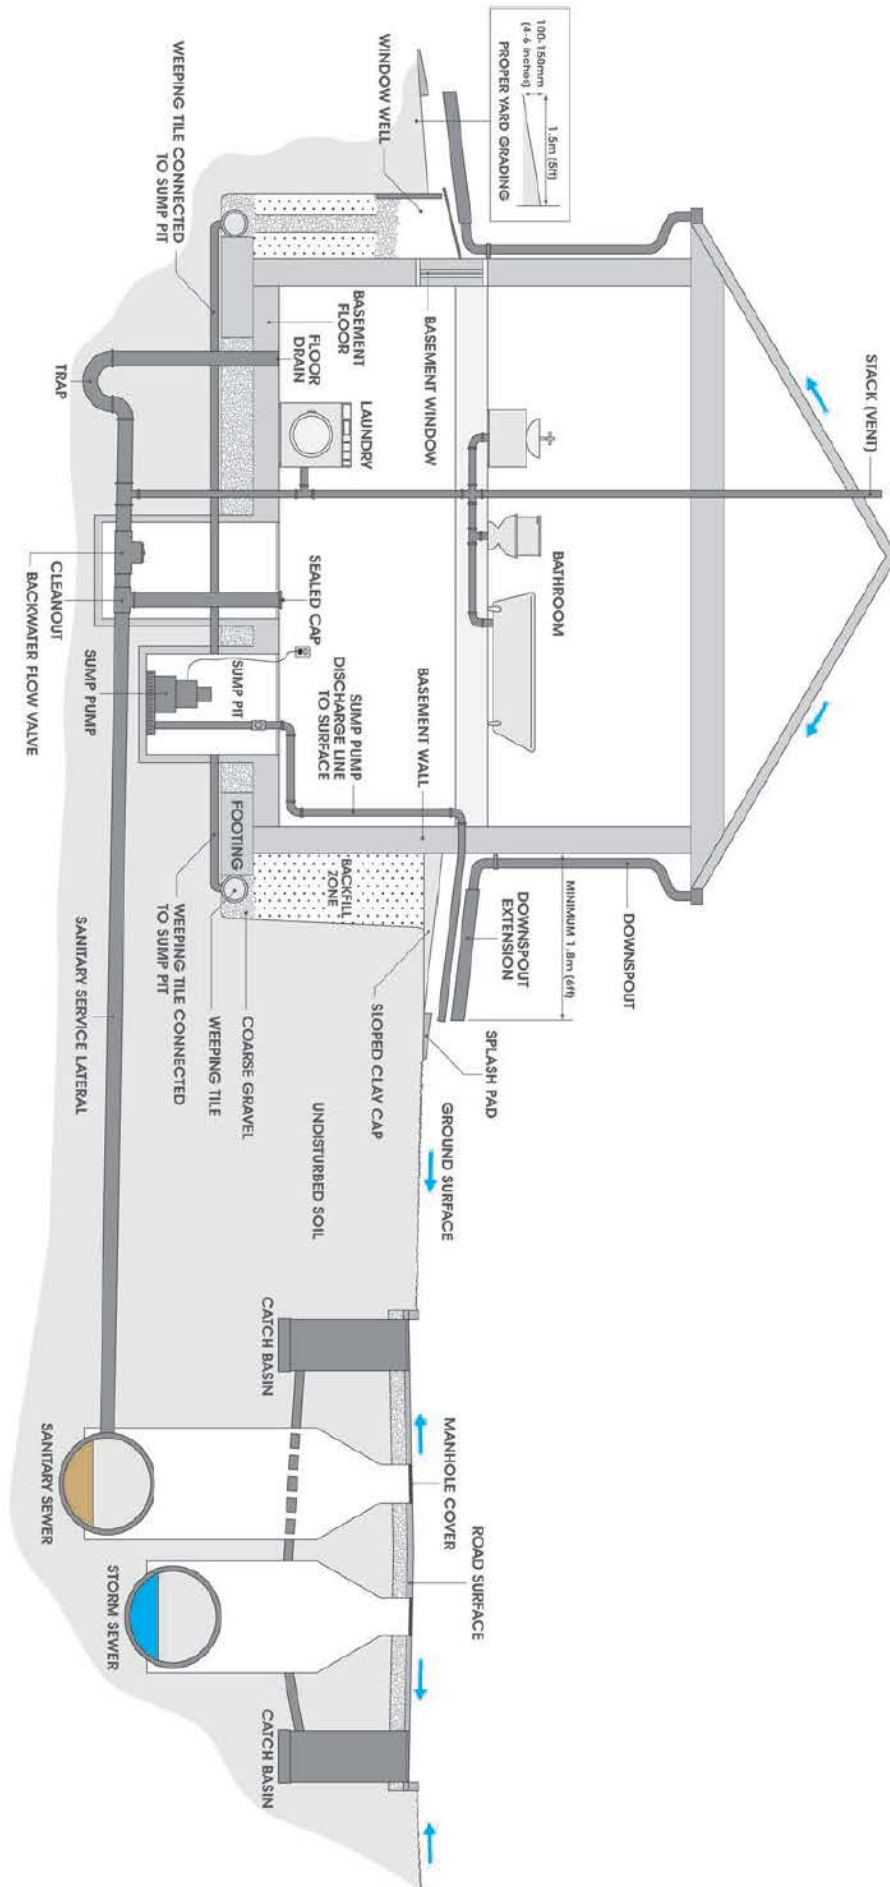 100-150mm
(4-6 inches)
1.5m (5ft)
PROPER YARD GRADING
WINDOW WELL
WEEPING TILE CONNECTED
TO SUMP PIT
STACK (VENT)
BASEMENT WINDOW
BATHROOM
LAUNDRY
BASEMENT
FLOOR
FLOOR
DRAIN
TRAP
SEALED CAP
CLEANOUT
BACKWATER FLOW VALVE
SUMP PIT
SUMP PUMP
SUMP PUMP
DISCHARGE LINE
TO SURFACE
BASEMENT WALL
FOOTING
BACKFILL
ZONE
DOWNSPOUT
MINIMUM 1.8m (6ft)
DOWNSPOUT
EXTENSION
SPLASH PAD
SLOPED CLAY CAP
COARSE GRAVEL
WEEPING TILE
WEEPING TILE CONNECTED
TO SUMP PIT
SANITARY SERVICE LATERAL
UNDISTURBED SOIL
GROUND SURFACE
CATCH BASIN
MANHOLE COVER
ROAD SURFACE
SANITARY SEWER
STORM SEWER
CATCH BASIN